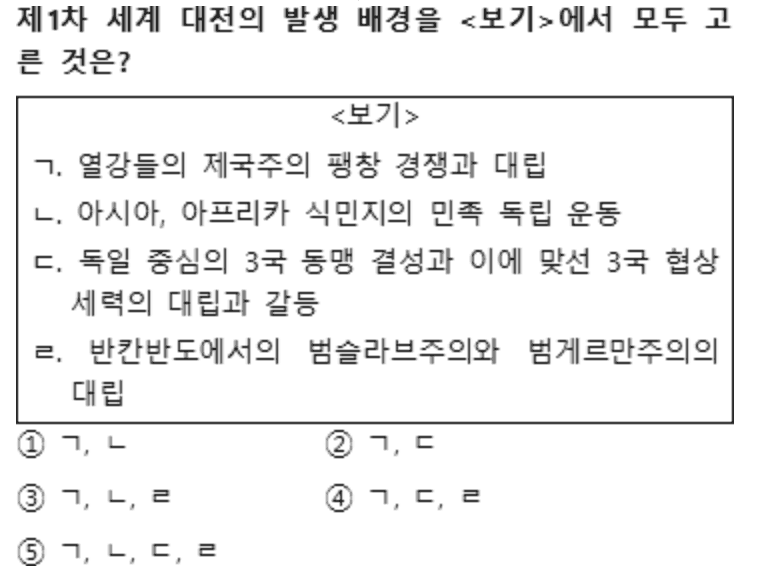 제1차 세계 대전의 발생 배경을 <보기>에서 모두 고
른 것은?
<보기>
ㄱ. 열강들의 제국주의 팽창 경쟁과 대립
ㄴ. 아시아, 아프리카 식민지의 민족 독립 운동
ㄷ. 독일 중심의 3국 동맹 결성과 이에 맞선 3국 협상
세력의 대립과 갈등
ㄹ. 반칸반도에서의 범슬라브주의와 범게르만주의의
대립
① ㄱ, ㄴ ② ㄱ, ㄷ
③ ㄱ, ㄴ, ㄹ ④ ㄱ, ㄷ, ㄹ
⑤ ㄱ, ㄴ, ㄷ, ㄹ